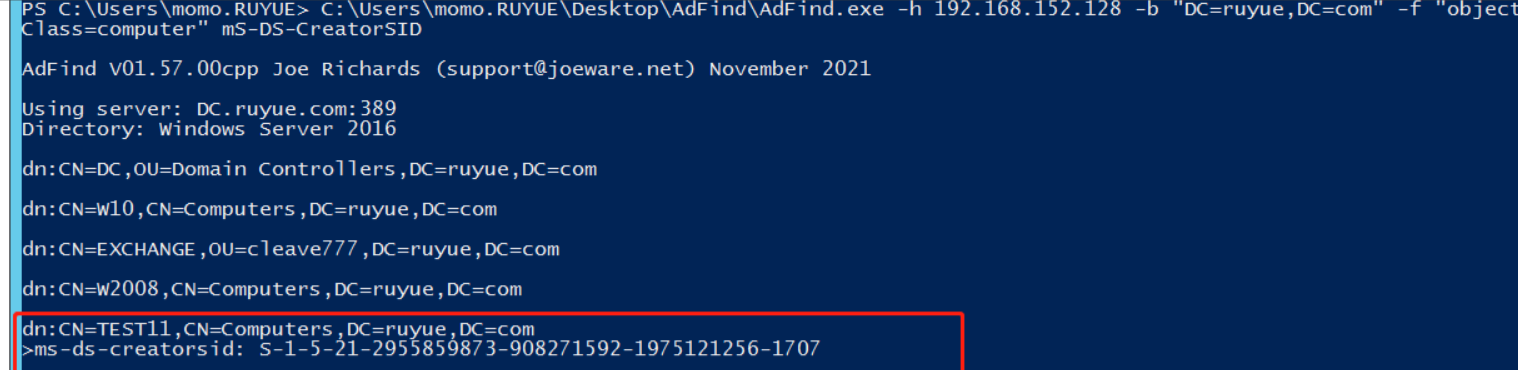 PS C:\Users\momo.RUYUE> C:\Users\momo.RUYUE\Desktop\AdFind\AdFind.exe -h 192.168.152.128 -b "DC=ruyue,DC=com" -f "object
Class=computer" mS-DS-CreatorSID
AdFind V01.57.00cpp Joe Richards (support@joeware.net) November 2021
Using server: DC.ruyue.com:389
Directory: Windows Server 2016
dn:CN=DC,OU=Domain Controllers,DC=ruyue,DC=com
dn:CN=W10,CN=Computers,DC=ruyue,DC=com
dn:CN=EXCHANGE,OU=cleave777,DC=ruyue,DC=com
dn:CN=W2008,CN=Computers,DC=ruyue,DC=com
dn:CN=TEST11,CN=Computers,DC=ruyue,DC=com
>ms-ds-creatorsid: S-1-5-21-2955859873-908271592-1975121256-1707